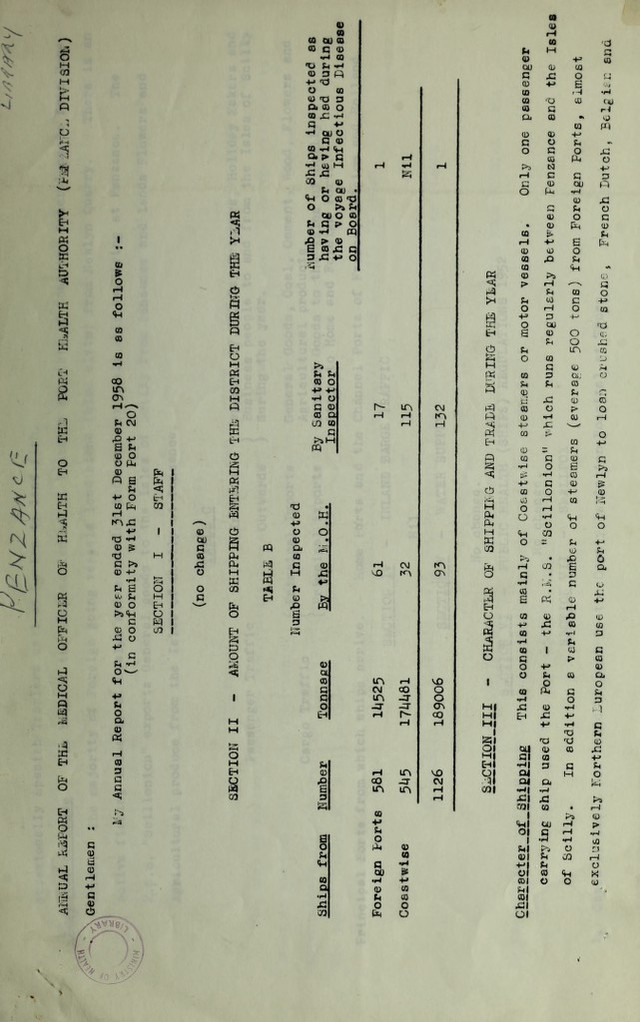 Library
PENZANCE
ANNUAL REPORT OF THE MEDICAL OFFICER OF HEALTH TO THE PORT HEALTH AUTHORITY (PENZANCE DIVISION)
Gentlemen :
My Annual Report for the year ended 31st December 1958 is as follows :-
(in conformity with Form Port 20)
SECTION I - STAFF
(no change)
SECTION II - AMOUNT OF SHIPPING ENTERING THE DISTRICT DURING THE YEAR
TABLE B
Ships from Number Tonnage Number Inspected By the M.O.H. By Sanitary Inspector Number of Ships inspected as having or having had during the voyage Infectious Disease on Board.
Foreign Ports 581 14525 61 17 1
Coastwise 545 174481 32 115 Nil
1126 189006 93 132 1
SECTION III - CHARACTER OF SHIPPING AND TRADE DURING THE YEAR
Character of Shipping This consists mainly of Coastwise steamers or motor vessels. Only one passenger
carrying ship used the Port - the R.M.S. "Scillonion" which runs regularly between Penzance and the Isles
of Scilly. In addition a variable number of steamers (average 500 tons) from Foreign Ports, almost
exclusively Northern European use the port of Newlyn to loan crushed stone, French Dutch, Belgian and
MINISTRY OF HEALTH
LIBRARY